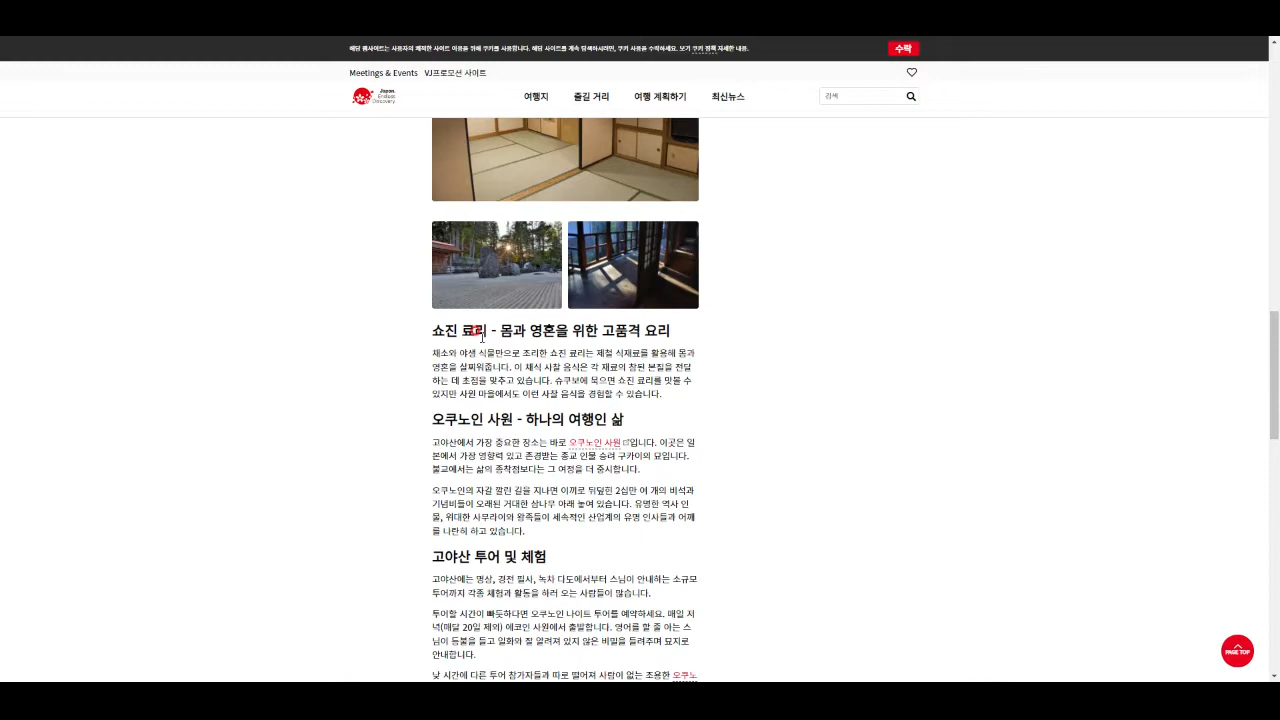 해당 웹사이트는 사용자의 쾌적한 사이트 이용을 위해 쿠키를 사용합니다. 해당 사이트를 계속 탐색하시려면, 쿠키 사용을 수락하세요. 보기 쿠키 정책 자세한 내용.
수락
Meetings & Events VJ프로모션 사이트
Japan.
Endless
Discovery.
여행지 즐길 거리 여행 계획하기 최신뉴스
검색
쇼진 료리 - 몸과 영혼을 위한 고품격 요리
채소와 야생 식물만으로 조리한 쇼진 료리는 제철 식재료를 활용해 몸과
영혼을 살찌워줍니다. 이 채식 사찰 음식은 각 재료의 참된 본질을 전달
하는 데 초점을 맞추고 있습니다. 슈쿠보에 묵으면 쇼진 료리를 맛볼 수
있지만 사원 마을에서도 이런 사찰 음식을 경험할 수 있습니다.
오쿠노인 사원 - 하나의 여행인 삶
고야산에서 가장 중요한 장소는 바로 오쿠노인 사원입니다. 이곳은 일
본에서 가장 영향력 있고 존경받는 종교 인물 승려 구카이의 묘입니다.
불교에서는 삶의 종착점보다는 그 여정을 더 중시합니다.
오쿠노인의 자갈 깔린 길을 지나면 이끼로 뒤덮힌 2십만 여 개의 비석과
기념비들이 오래된 거대한 삼나무 아래 놓여 있습니다. 유명한 역사 인
물, 위대한 사무라이와 왕족들이 세속적인 산업계의 유명 인사들과 어깨
를 나란히 하고 있습니다.
고야산 투어 및 체험
고야산에는 명상, 경전 필사, 녹차 다도에서부터 스님이 안내하는 소규모
투어까지 각종 체험과 활동을 하러 오는 사람들이 많습니다.
투어할 시간이 빠듯하다면 오쿠노인 나이트 투어를 예약하세요. 매일 저
녁(매달 20일 제외) 에코인 사원에서 출발합니다. 영어를 할 줄 아는 스
님이 등불을 들고 일화와 잘 알려져 있지 않은 비밀을 들려주며 묘지로
안내합니다.
낮 시간에 다른 투어 참가자들과 따로 떨어져 사람이 없는 조용한 오쿠노
PAGE TOP